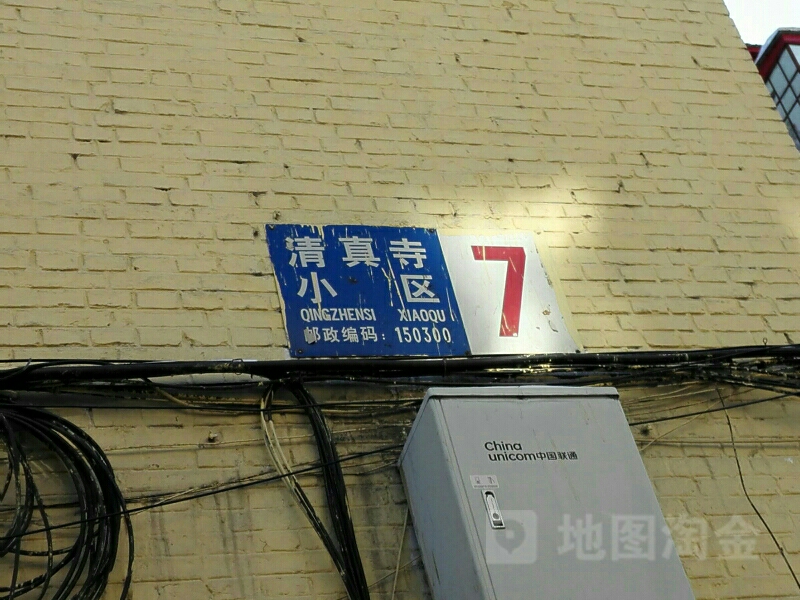 清真寺
小区
QINGZHENSI XIAOQU
邮政编码：150300
7
China
unicom中国联通
地图淘金